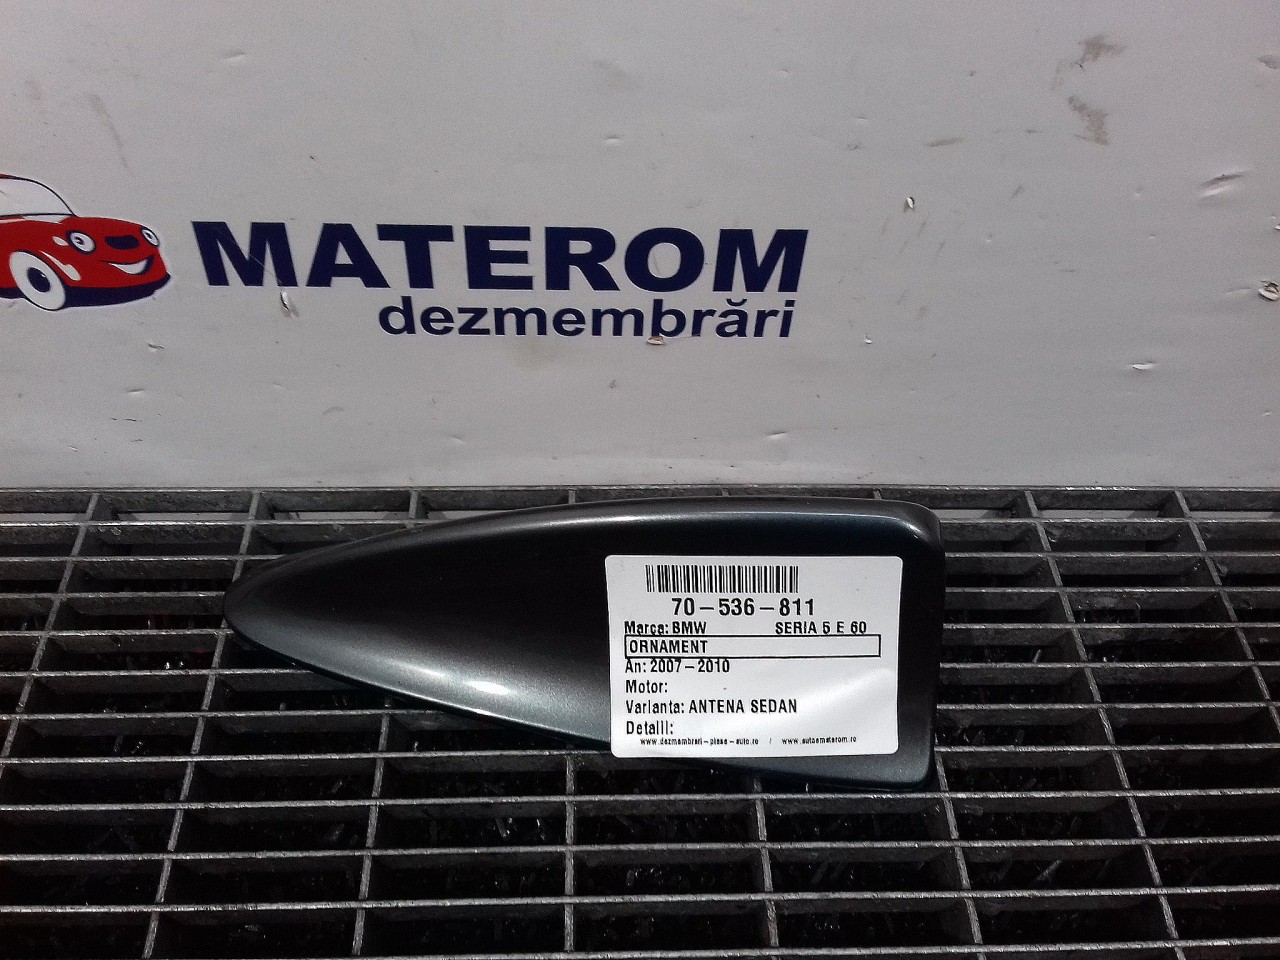 MATEROM
dezmembrări
70-536-811
Marca: BMW SERIA 5 E 60
ORNAMENT
An: 2007-2010
Motor:
Varianta: ANTENA SEDAN
Detalii:
www.dezmembrari-piese-auto.ro / www.automaterom.ro